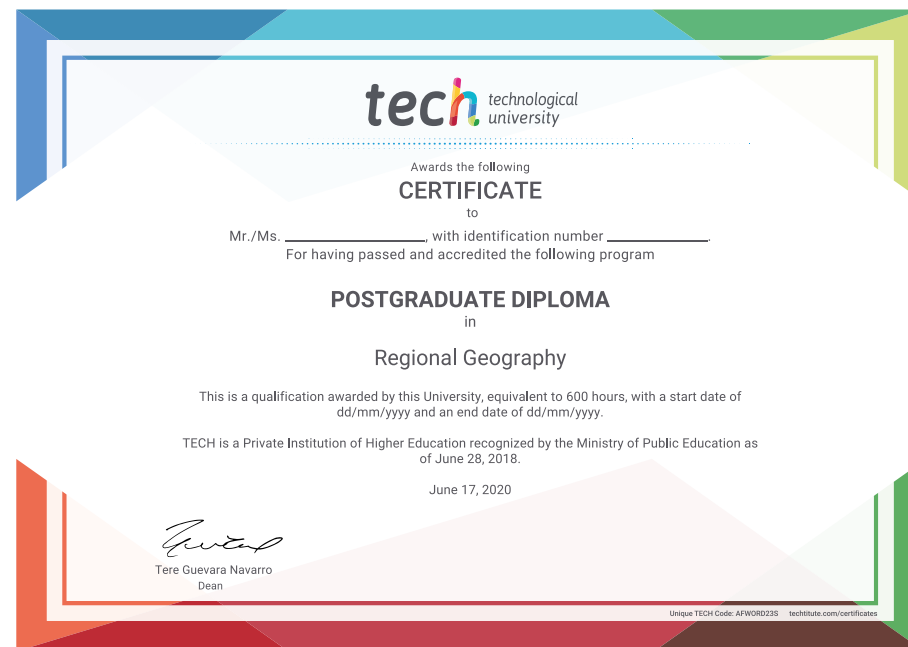 tech technological
university
Awards the following
CERTIFICATE
to
Mr./Ms. ____________________, with identification number ______________.
For having passed and accredited the following program
POSTGRADUATE DIPLOMA
in
Regional Geography
This is a qualification awarded by this University, equivalent to 600 hours, with a start date of
dd/mm/yyyy and an end date of dd/mm/yyyy.
TECH is a Private Institution of Higher Education recognized by the Ministry of Public Education as
of June 28, 2018.
June 17, 2020
Tere Guevara Navarro
Dean
Unique TECH Code: AFWORD23S techtitute.com/certificates